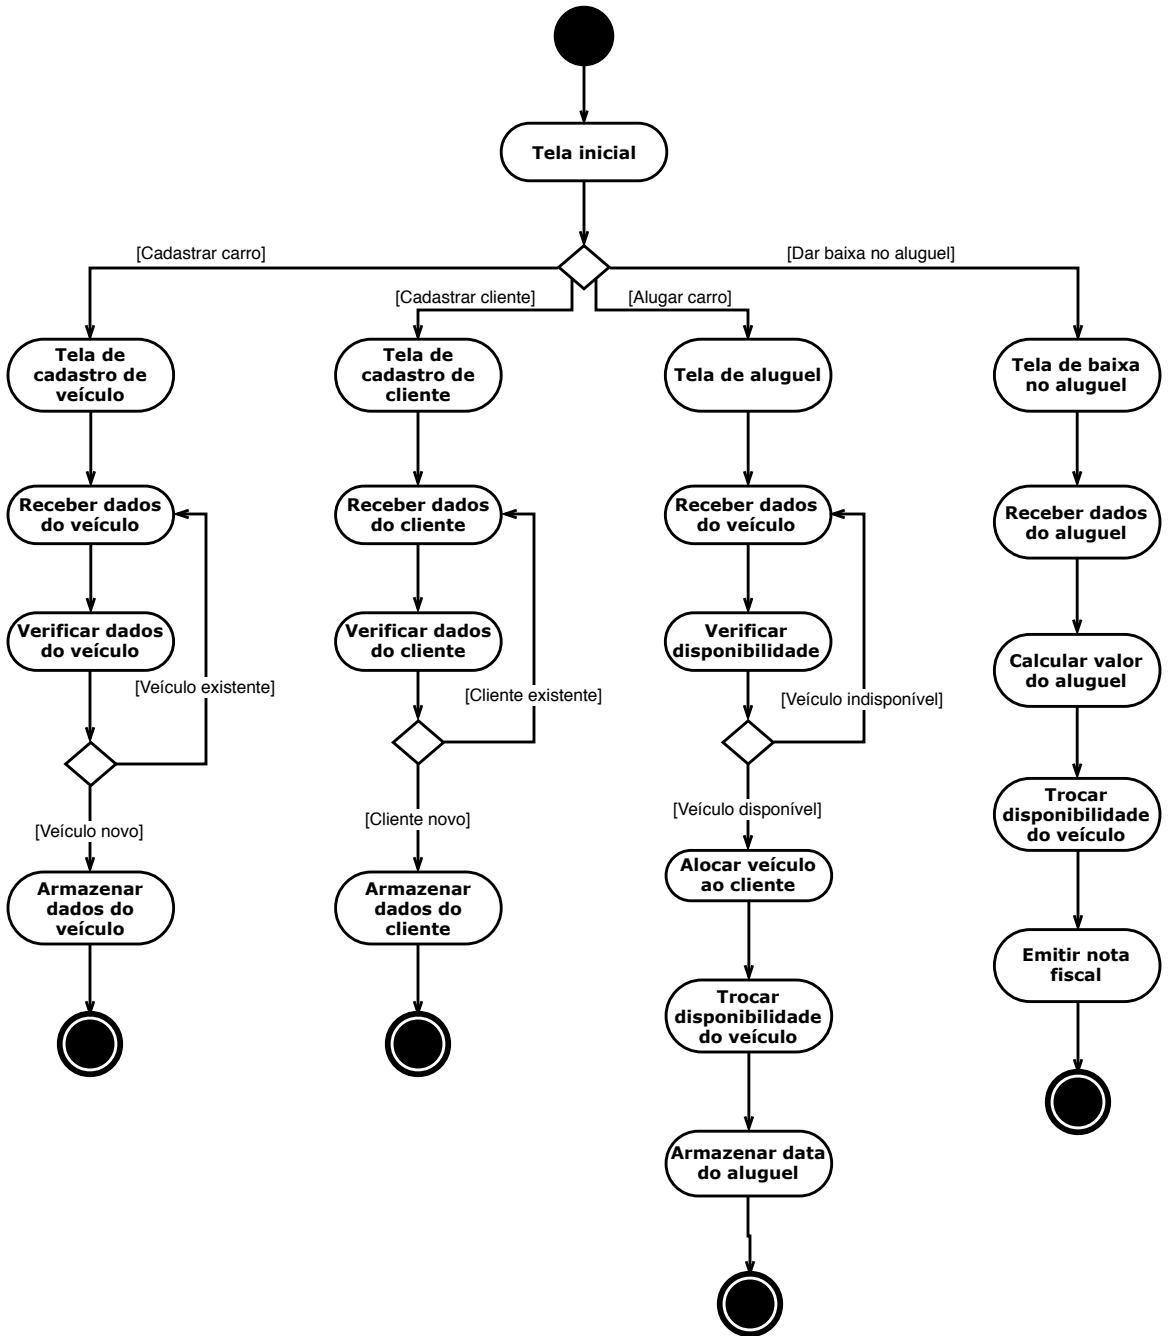 Tela inicial
[Cadastrar carro]
[Dar baixa no aluguel]
[Cadastrar cliente]
[Alugar carro]
Tela de
cadastro de
veículo
Tela de
cadastro de
cliente
Tela de aluguel
Tela de baixa
no aluguel
Receber dados
do veículo
Receber dados
do cliente
Receber dados
do veículo
Receber dados
do aluguel
Verificar dados
do veículo
Verificar dados
do cliente
Verificar
disponibilidade
Calcular valor
do aluguel
[Veículo existente]
[Cliente existente]
[Veículo indisponível]
[Veículo novo]
[Cliente novo]
[Veículo disponível]
Trocar
disponibilidade
do veículo
Armazenar
dados do
veículo
Armazenar
dados do
cliente
Alocar veículo
ao cliente
Emitir nota
fiscal
Trocar
disponibilidade
do veículo
Armazenar data
do aluguel